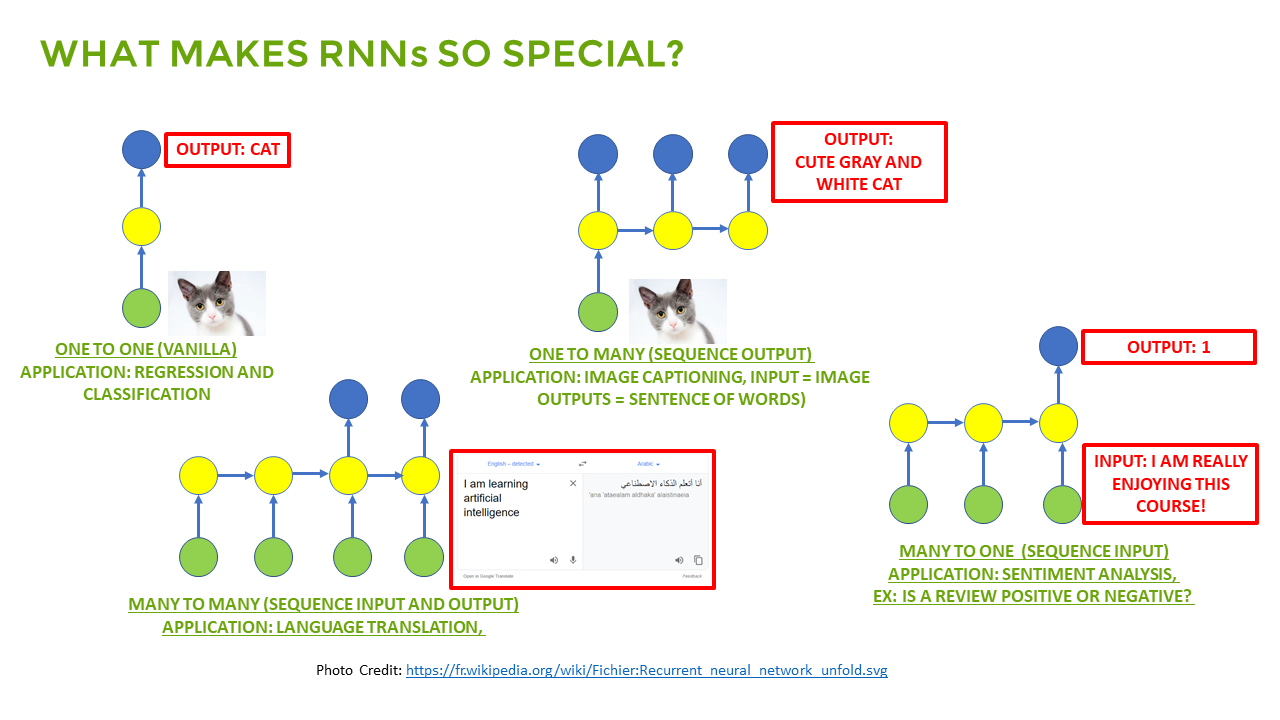 WHAT MAKES RNNs SO SPECIAL?
OUTPUT: CAT
ONE TO ONE (VANILLA)
APPLICATION: REGRESSION AND
CLASSIFICATION
OUTPUT:
CUTE GRAY AND
WHITE CAT
ONE TO MANY (SEQUENCE OUTPUT)
APPLICATION: IMAGE CAPTIONING, INPUT = IMAGE
OUTPUTS = SENTENCE OF WORDS)
English – detected
Arabic
I am learning
artificial
intelligence
أنا أتعلم الذكاء الاصطناعي
'ana 'ataealam aldhaka' alaistinaeia
Open in Google Translate
Feedback
MANY TO MANY (SEQUENCE INPUT AND OUTPUT)
APPLICATION: LANGUAGE TRANSLATION,
OUTPUT: 1
INPUT: I AM REALLY
ENJOYING THIS
COURSE!
MANY TO ONE (SEQUENCE INPUT)
APPLICATION: SENTIMENT ANALYSIS,
EX: IS A REVIEW POSITIVE OR NEGATIVE?
Photo Credit: https://fr.wikipedia.org/wiki/Fichier:Recurrent_neural_network_unfold.svg